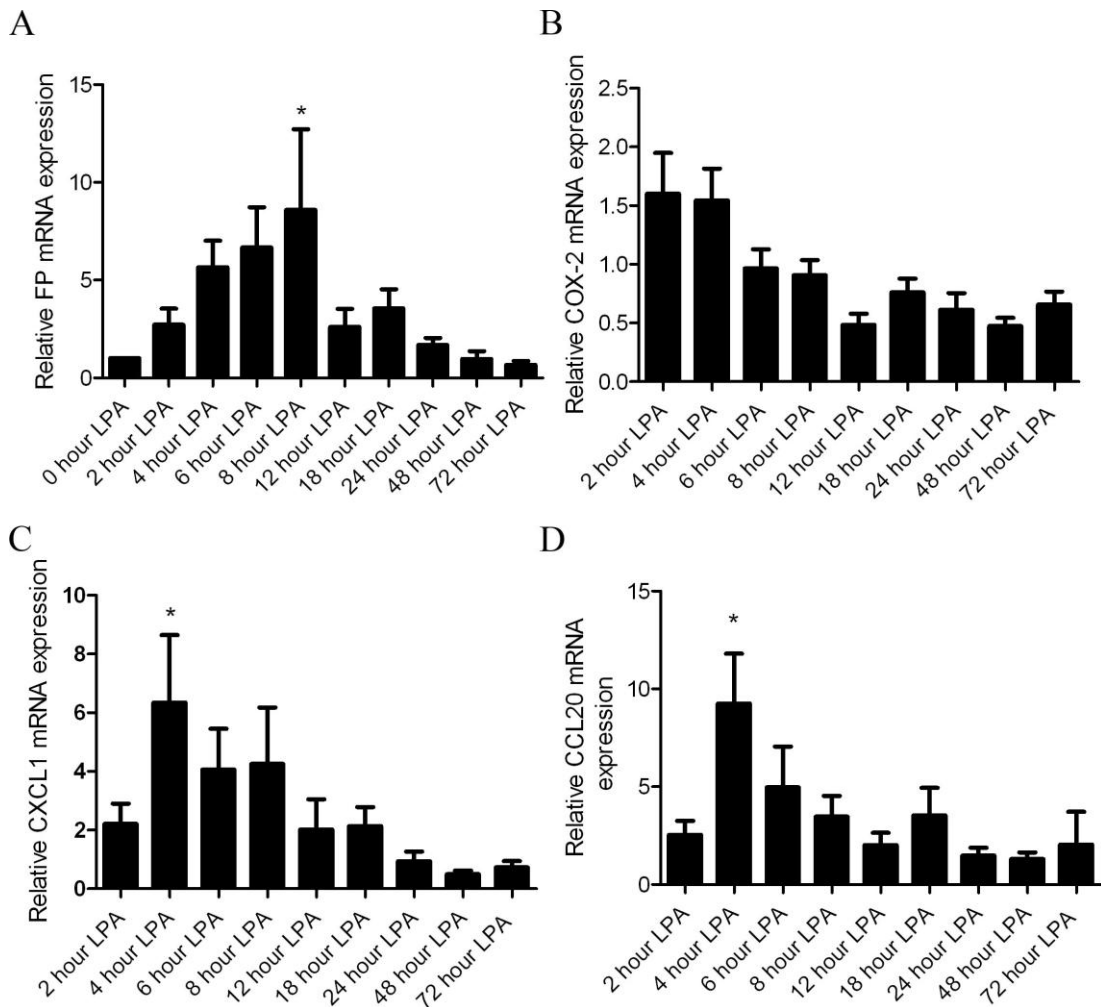 A
Relative FP mRNA expression
15
10
5
0
*
0 hour LPA
2 hour LPA
4 hour LPA
6 hour LPA
8 hour LPA
12 hour LPA
18 hour LPA
24 hour LPA
48 hour LPA
72 hour LPA
B
Relative COX-2 mRNA expression
2.5
2.0
1.5
1.0
0.5
0.0
2 hour LPA
4 hour LPA
6 hour LPA
8 hour LPA
12 hour LPA
18 hour LPA
24 hour LPA
48 hour LPA
72 hour LPA
C
Relative CXCL1 mRNA expression
10
8
6
4
2
0
*
2 hour LPA
4 hour LPA
6 hour LPA
8 hour LPA
12 hour LPA
18 hour LPA
24 hour LPA
48 hour LPA
72 hour LPA
D
Relative CCL20 mRNA
expression
15
10
5
0
*
2 hour LPA
4 hour LPA
6 hour LPA
8 hour LPA
12 hour LPA
18 hour LPA
24 hour LPA
48 hour LPA
72 hour LPA